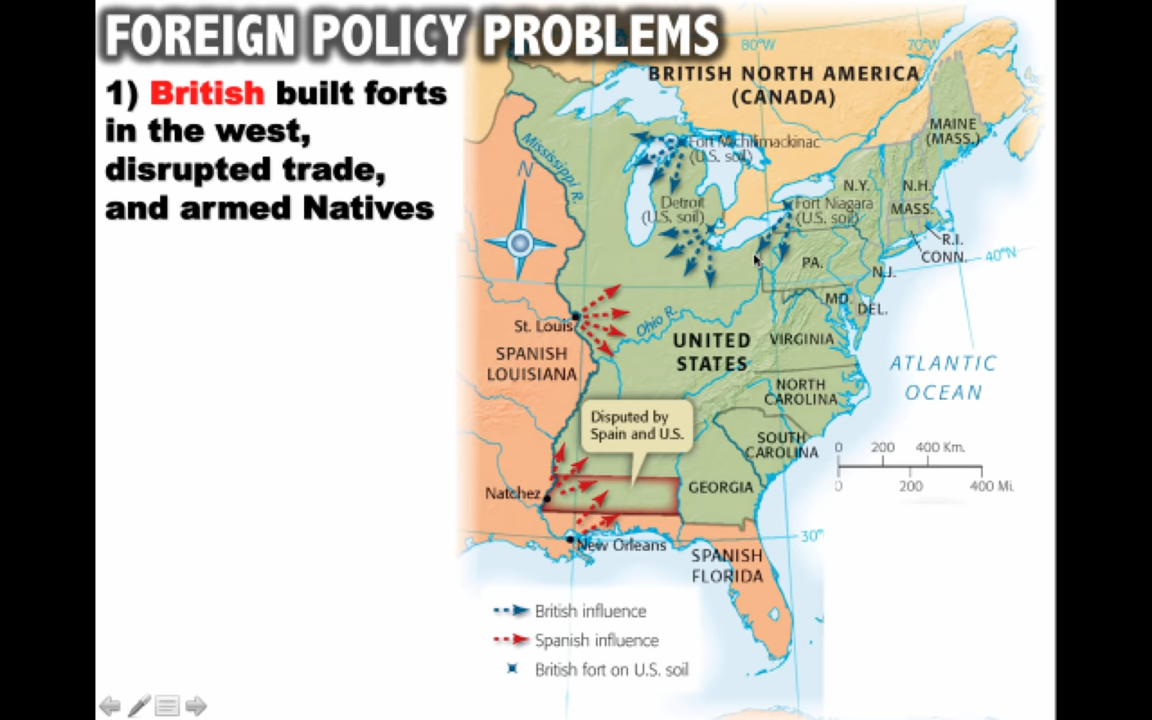 FOREIGN POLICY PROBLEMS
1) British built forts
in the west,
disrupted trade,
and armed Natives
80°W
70°W
BRITISH NORTH AMERICA
(CANADA)
MAINE
(MASS.)
Mississippi R.
Fort Michilimackinac
(U.S. soil)
N
N.Y.
N.H.
Detroit
(U.S. soil)
Fort Niagara
(U.S. soil)
MASS.
R.I.
CONN.
40°N
PA.
N.J.
MD.
DEL.
St. Louis
Ohio R.
UNITED
STATES
VIRGINIA
SPANISH
LOUISIANA
ATLANTIC
OCEAN
NORTH
CAROLINA
Disputed by
Spain and U.S.
SOUTH
CAROLINA
0 200 400 Km.
0 200 400 Mi.
Natchez
GEORGIA
New Orleans
30°
SPANISH
FLORIDA
British influence
Spanish influence
British fort on U.S. soil